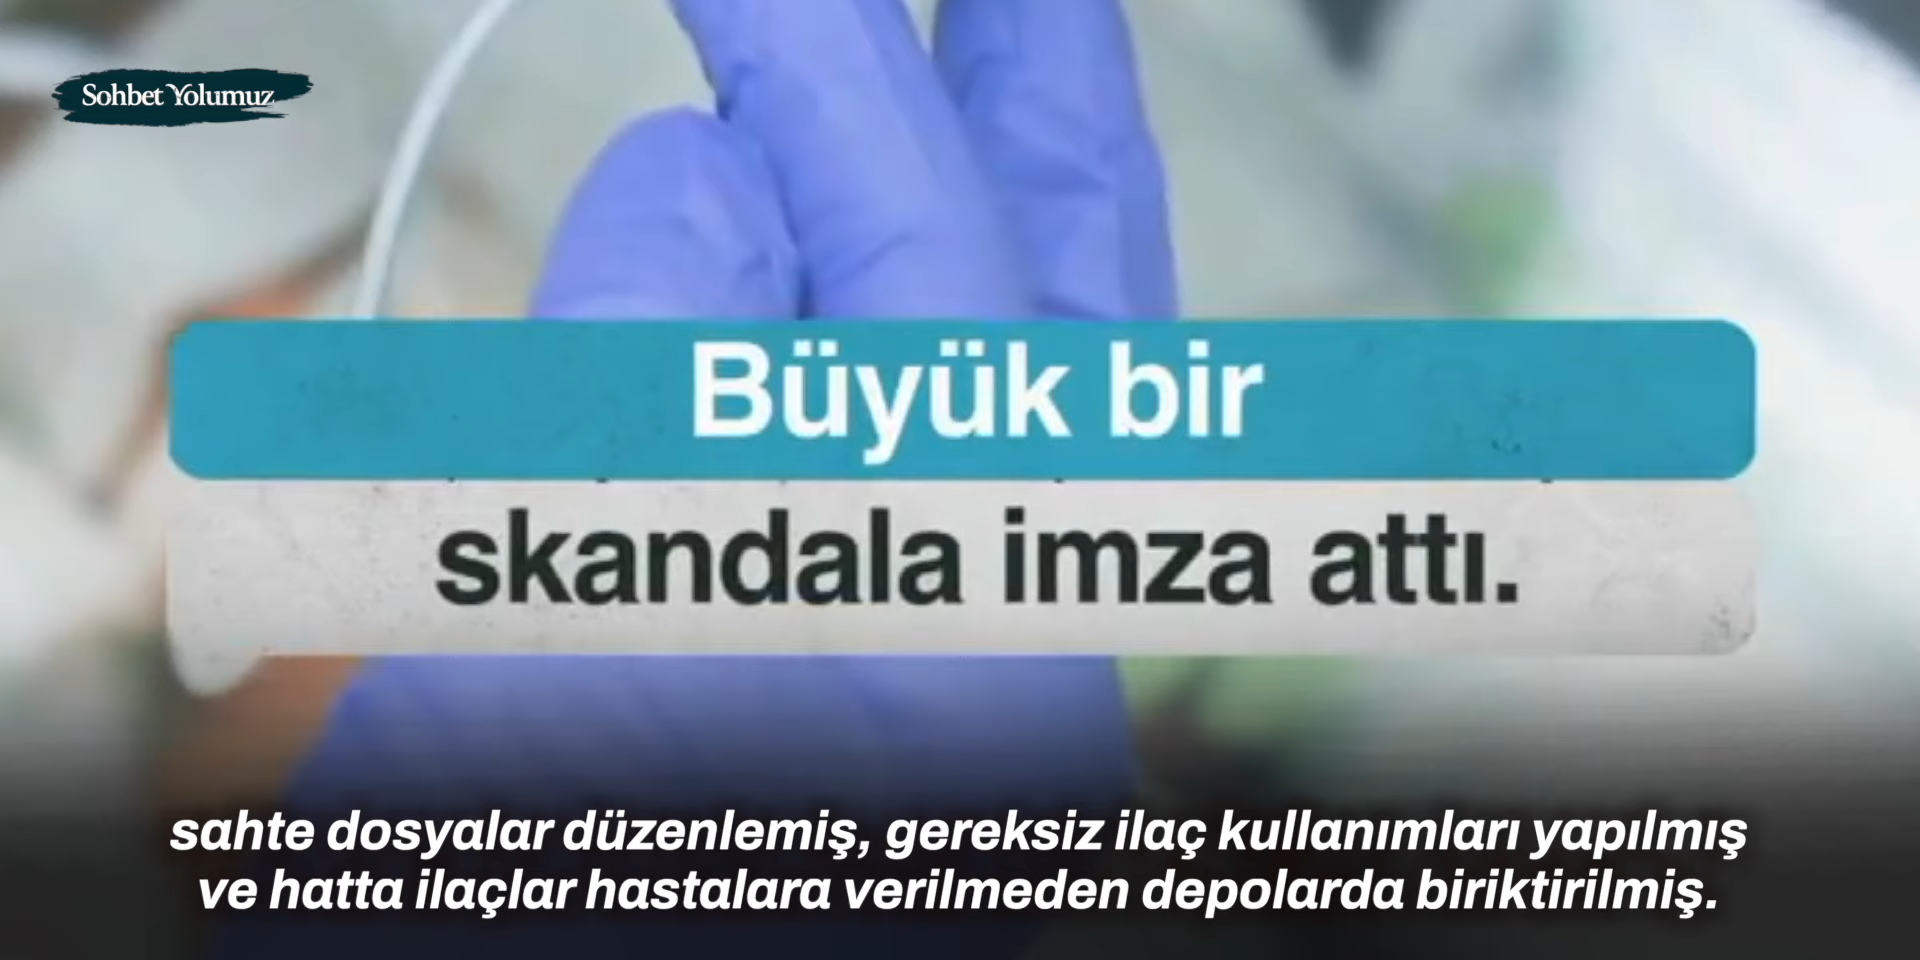 Sohbet Yolumuz
Büyük bir
skandala imza attı.
sahte dosyalar düzenlemiş, gereksiz ilaç kullanımları yapılmış
ve hatta ilaçlar hastalara verilmeden depolarda biriktirilmiş.